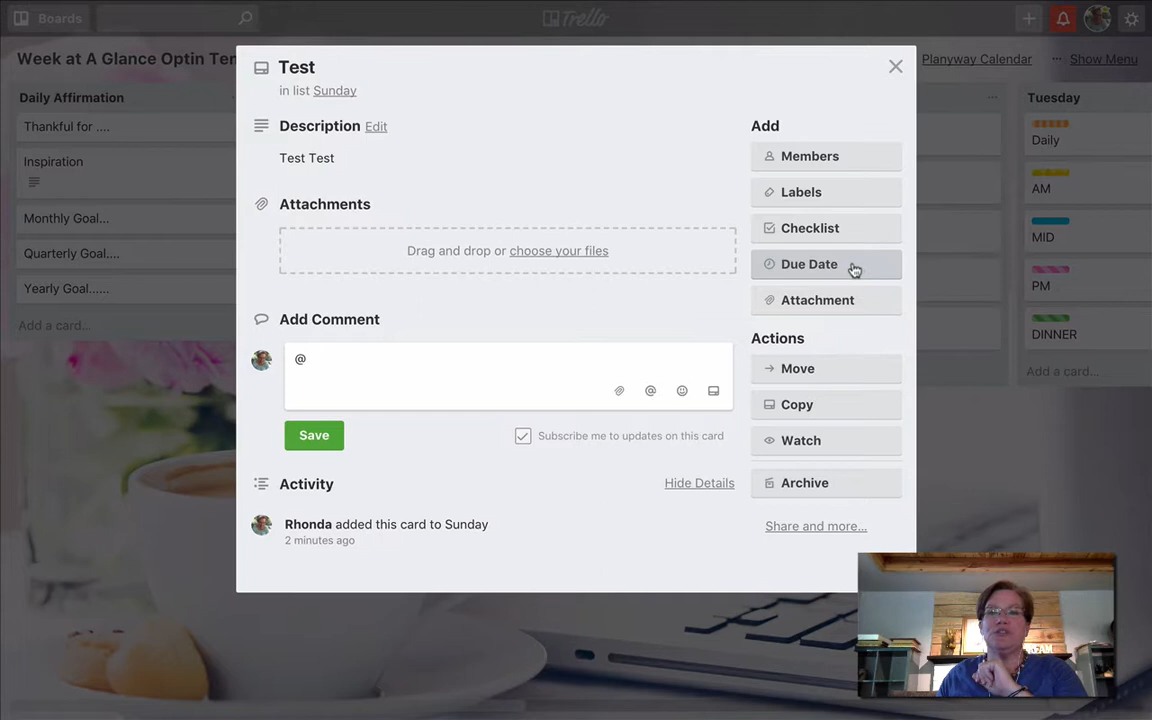 Boards
Trello
Week at A Glance Optin Tem
Planyway Calendar
Show Menu
Daily Affirmation
Thankful for ....
Inspiration
Monthly Goal...
Quarterly Goal....
Yearly Goal......
Add a card...
Test
in list Sunday
Description Edit
Test Test
Attachments
Drag and drop or choose your files
Add Comment
@
Save
Subscribe me to updates on this card
Activity
Hide Details
Rhonda added this card to Sunday
2 minutes ago
Add
Members
Labels
Checklist
Due Date
Attachment
Actions
Move
Copy
Watch
Archive
Share and more...
Tuesday
Daily
AM
MID
PM
DINNER
Add a card...